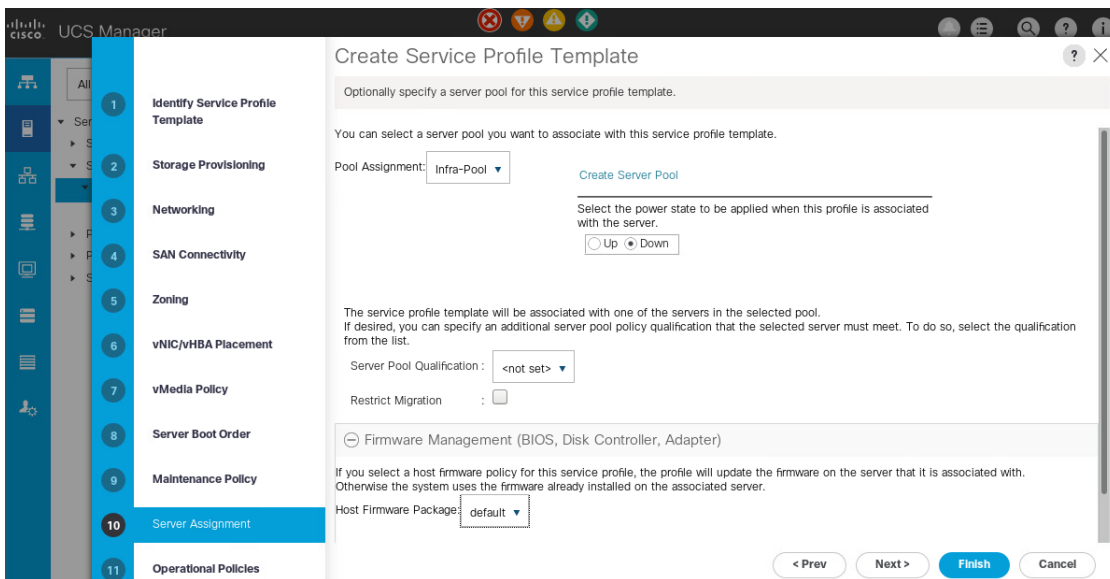 CISCO
UCS Manager
Create Service Profile Template
?
All
Ser
S
S
P
P
S
1 Identify Service Profile
Template
2 Storage Provisioning
3 Networking
4 SAN Connectivity
5 Zoning
6 vNIC/vHBA Placement
7 vMedia Policy
8 Server Boot Order
9 Maintenance Policy
10 Server Assignment
11 Operational Policies
Optionally specify a server pool for this service profile template.
You can select a server pool you want to associate with this service profile template.
Pool Assignment: Infra-Pool
Create Server Pool
Select the power state to be applied when this profile is associated
with the server.
Up Down
The service profile template will be associated with one of the servers in the selected pool.
If desired, you can specify an additional server pool policy qualification that the selected server must meet. To do so, select the qualification
from the list.
Server Pool Qualification : <not set>
Restrict Migration :
Firmware Management (BIOS, Disk Controller, Adapter)
If you select a host firmware policy for this service profile, the profile will update the firmware on the server that it is associated with.
Otherwise the system uses the firmware already installed on the associated server.
Host Firmware Package: default
< Prev
Next >
Finish
Cancel